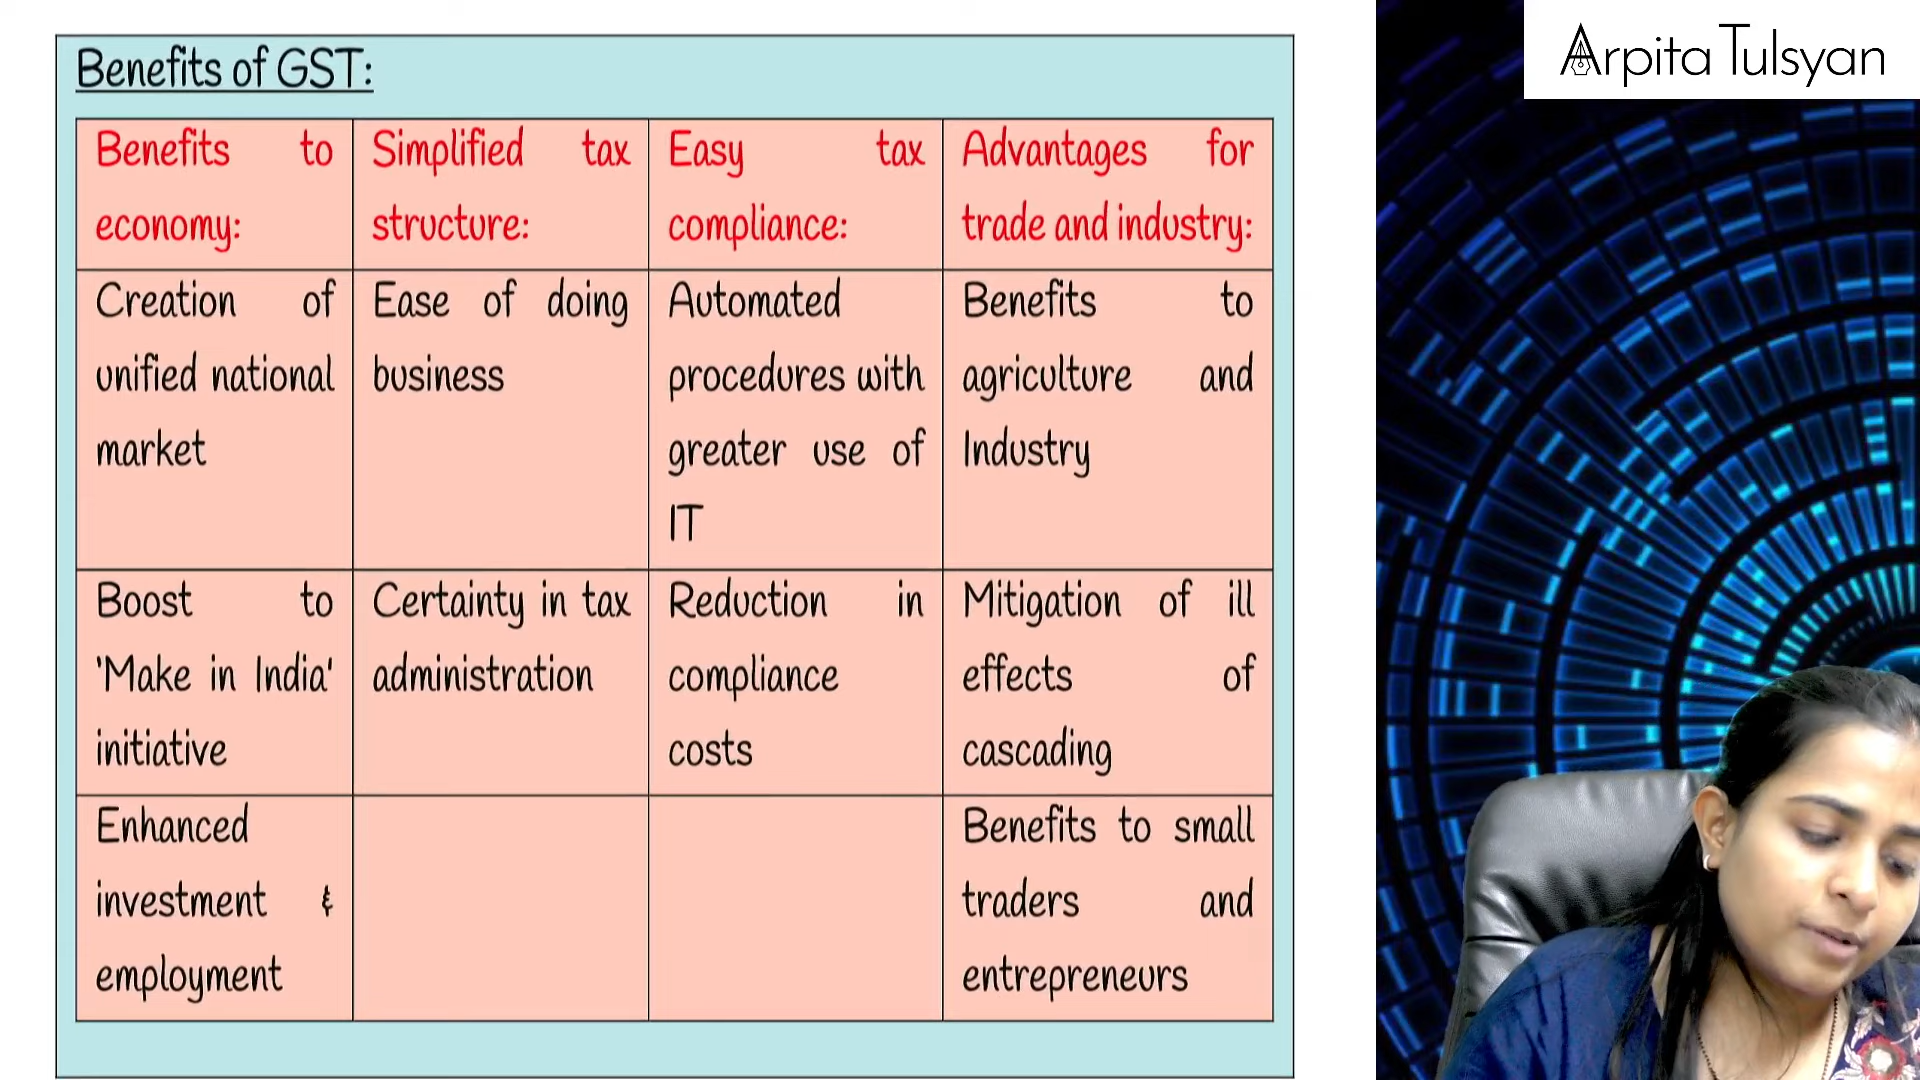 Arpita Tulsyan
Benefits of GST:
Benefits to
economy:
Simplified tax
structure:
Easy tax
compliance:
Advantages for
trade and industry:
Creation of
unified national
market
Ease of doing
business
Automated
procedures with
greater use of
IT
Benefits to
agriculture and
Industry
Boost to
'Make in India'
initiative
Certainty in tax
administration
Reduction in
compliance
costs
Mitigation of ill
effects of
cascading
Enhanced
investment &
employment
Benefits to small
traders and
entrepreneurs